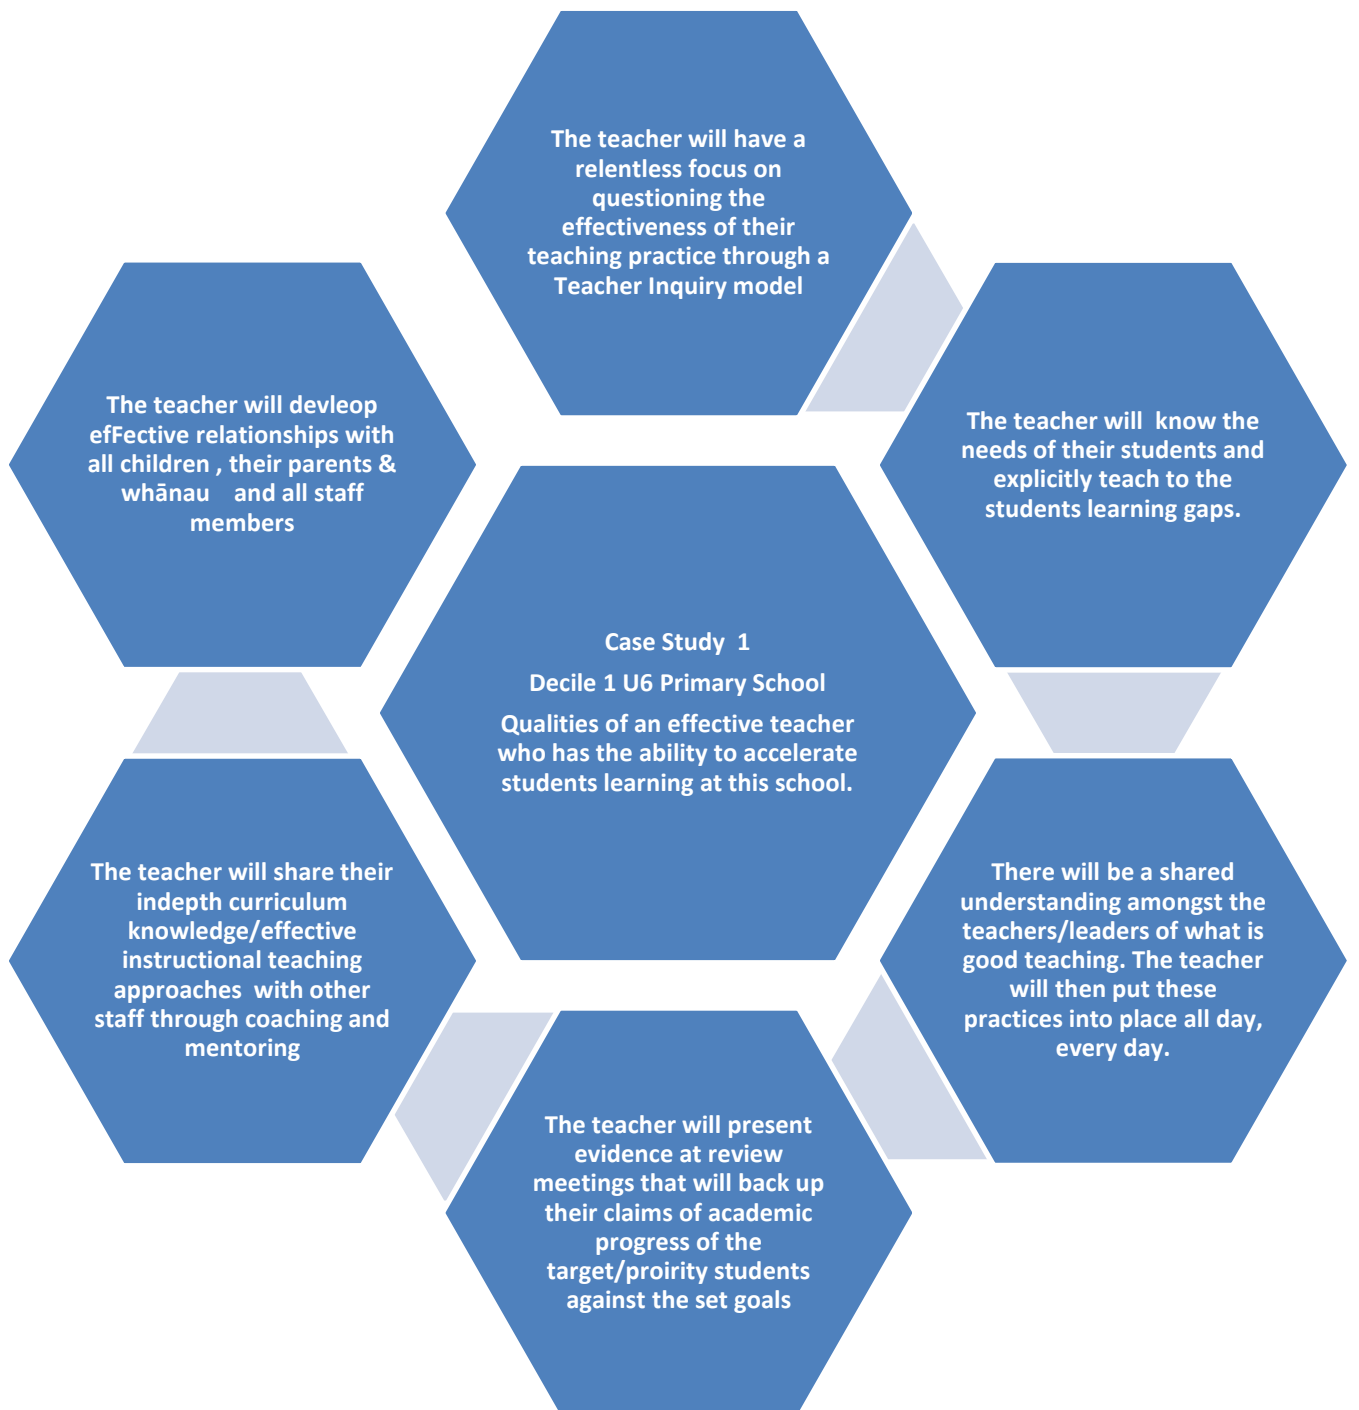 The teacher will have a
relentless focus on
questioning the
effectiveness of their
teaching practice through a
Teacher Inquiry model
The teacher will  know the
needs of their students and
explicitly teach to the
students learning gaps.
There will be a shared
understanding amongst the
teachers/leaders of what is
good teaching. The teacher
will then put these
practices into place all day,
every day.
The teacher will present
evidence at review
meetings that will back up
their claims of academic
progress of the
target/proirity students
against the set goals
The teacher will share their
indepth curriculum
knowledge/effective
instructional teaching
approaches  with other
staff through coaching and
mentoring
The teacher will devleop
efFective relationships with
all children , their parents &
whānau    and all staff
members
Case Study  1
Decile 1 U6 Primary School
Qualities of an effective teacher
who has the ability to accelerate
students learning at this school.